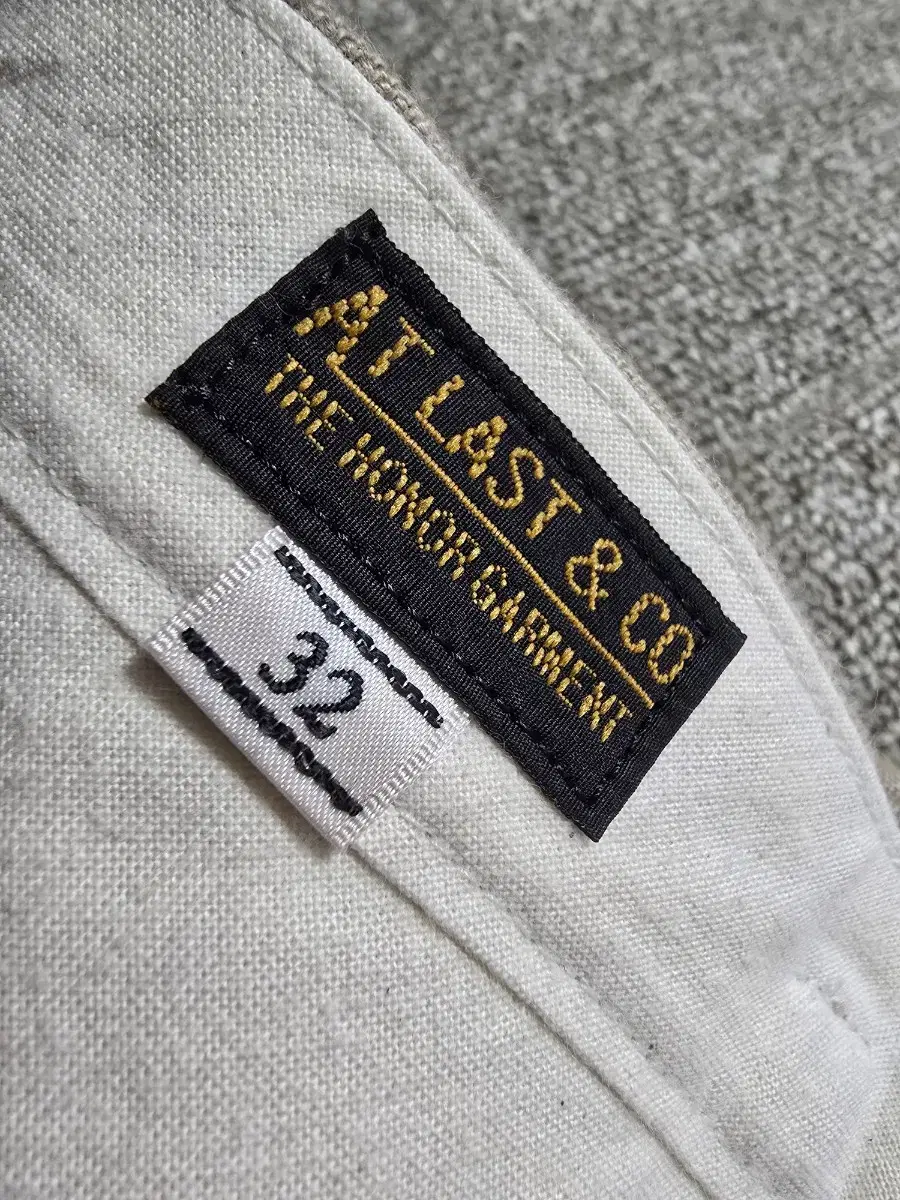 AT LAST & CO
THE HONOR GARMENT
32